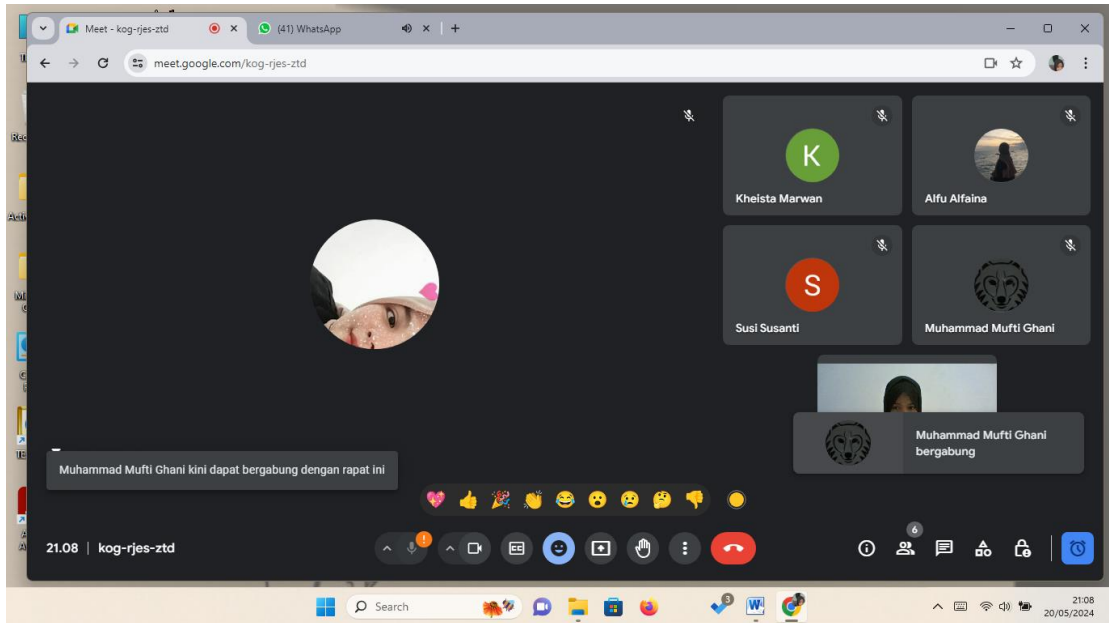 Meet - kog-rjes-ztd
(41) WhatsApp
meet.google.com/kog-rjes-ztd
K
Kheista Marwan
Alfu Alfaina
S
Susi Susanti
Muhammad Mufti Ghani
Muhammad Mufti Ghani
bergabung
Muhammad Mufti Ghani kini dapat bergabung dengan rapat ini
21.08 | kog-rjes-ztd
CC
6
Search
3
W
21:08
20/05/2024